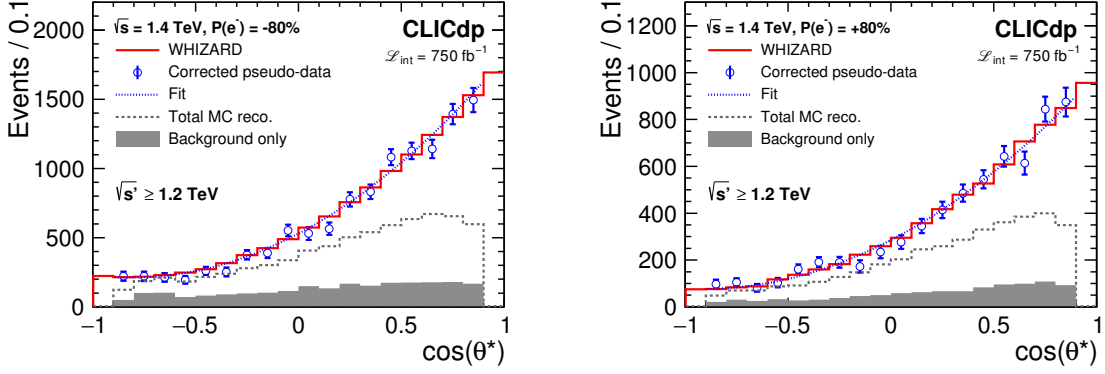 √s = 1.4 TeV, P(e⁻) = -80%
CLICdp
WHIZARD
ℒint = 750 fb⁻¹
Corrected pseudo-data
Fit
Total MC reco.
Background only
√s' ≥ 1.2 TeV
Events / 0.1
1500
1000
500
0
−1
−0.5
0
0.5
1
cos(θ*)
√s = 1.4 TeV, P(e⁻) = +80%
CLICdp
WHIZARD
ℒint = 750 fb⁻¹
Corrected pseudo-data
Fit
Total MC reco.
Background only
√s' ≥ 1.2 TeV
Events / 0.1
2000
1000
800
600
400
200
0
−1
−0.5
0
0.5
1
cos(θ*)